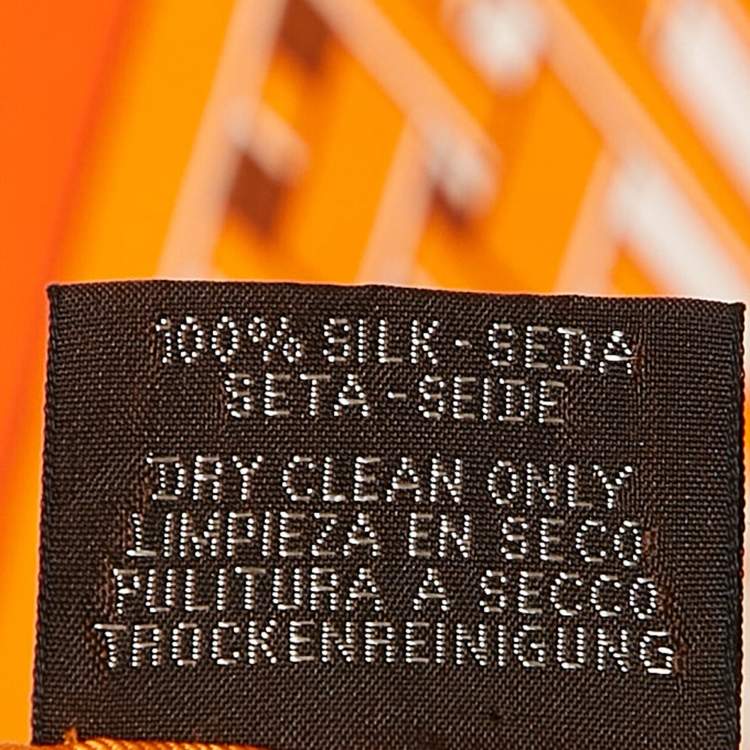 100% SILK - SEDA
SETA - SEIDE
DRY CLEAN ONLY
LIMPIEZA EN SECO
PULITURA A SECCO
TROCKENREINIGUNG